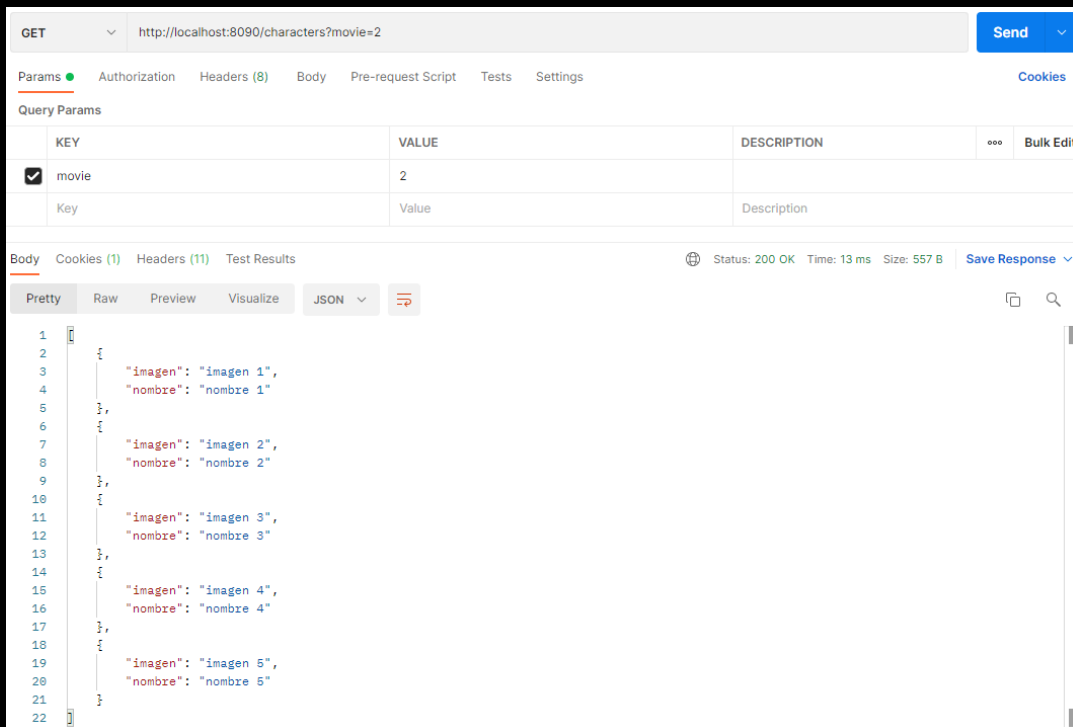 GET http://localhost:8090/characters?movie=2 Send
Params Authorization Headers (8) Body Pre-request Script Tests Settings Cookies
Query Params
KEY VALUE DESCRIPTION ooo Bulk Edit
movie 2
Key Value Description
Body Cookies (1) Headers (11) Test Results Status: 200 OK Time: 13 ms Size: 557 B Save Response
Pretty Raw Preview Visualize JSON
1 [
2 {
3 "imagen": "imagen 1",
4 "nombre": "nombre 1"
5 },
6 {
7 "imagen": "imagen 2",
8 "nombre": "nombre 2"
9 },
10 {
11 "imagen": "imagen 3",
12 "nombre": "nombre 3"
13 },
14 {
15 "imagen": "imagen 4",
16 "nombre": "nombre 4"
17 },
18 {
19 "imagen": "imagen 5",
20 "nombre": "nombre 5"
21 }
22 ]